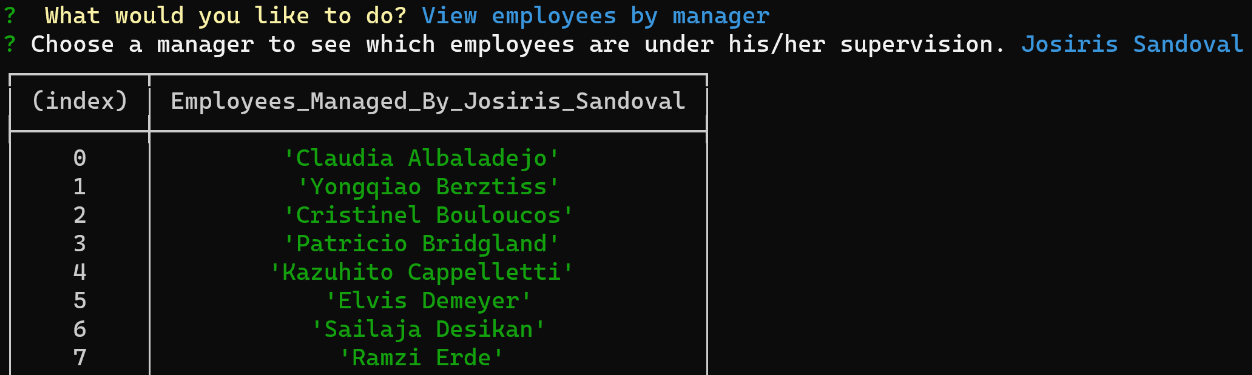 ? What would you like to do? View employees by manager
? Choose a manager to see which employees are under his/her supervision. Josiris Sandoval
(index) Employees_Managed_By_Josiris_Sandoval
0 'Claudia Albaladejo'
1 'Yongqiao Berztiss'
2 'Cristinel Bouloucos'
3 'Patricio Bridgland'
4 'Kazuhito Cappelletti'
5 'Elvis Demeyer'
6 'Sailaja Desikan'
7 'Ramzi Erde'